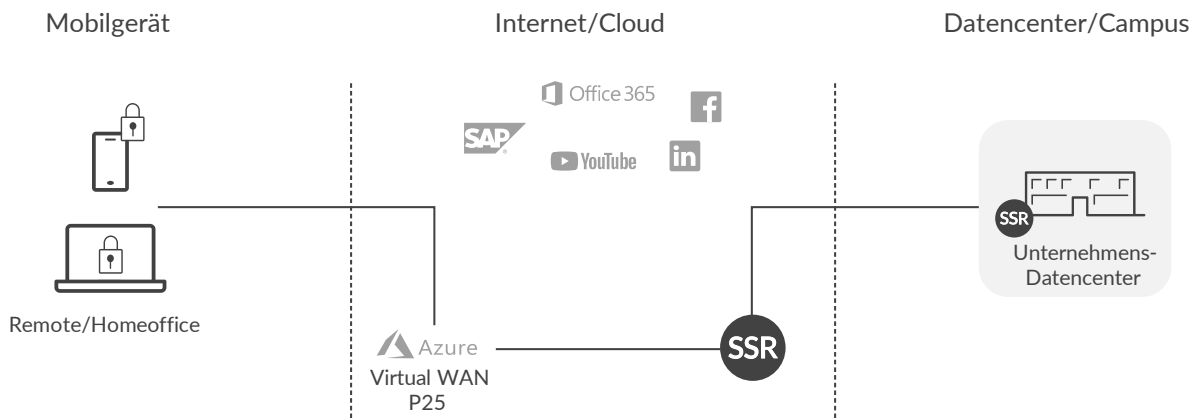 Mobilgerät
Internet/Cloud
Datencenter/Campus
Office 365
SAP
YouTube
in
SSR
Unternehmens-
Datencenter
Remote/Homeoffice
Azure
Virtual WAN
P25
SSR